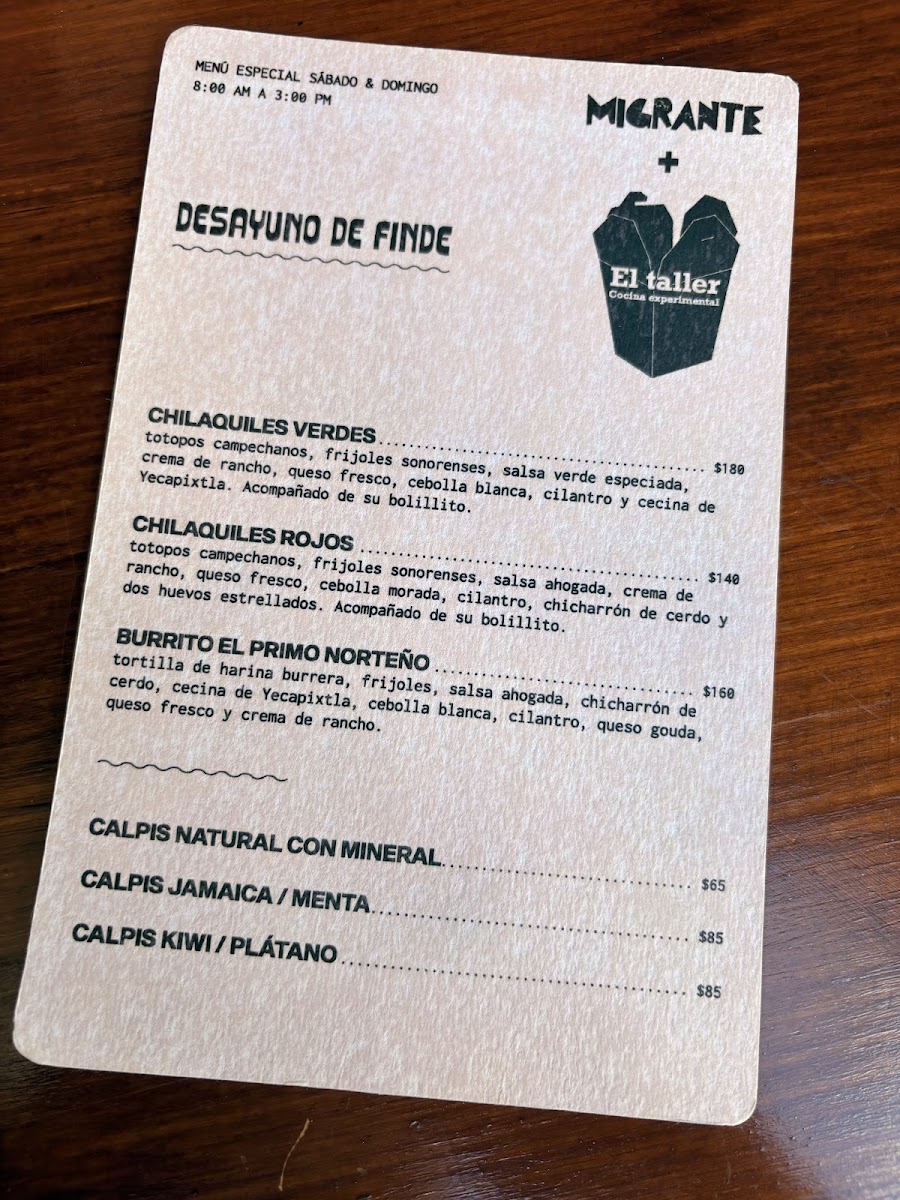 MENÚ ESPECIAL SÁBADO & DOMINGO
8:00 AM A 3:00 PM
MIGRANTE
+
El taller
Cocina experimental
DESAYUNO DE FINDE
CHILAQUILES VERDES.......................................... $180
totopos campechanos, frijoles sonorenses, salsa verde especiada,
crema de rancho, queso fresco, cebolla blanca, cilantro y cecina de
Yecapixtla. Acompañado de su bolillito.
CHILAQUILES ROJOS .......................................... $140
totopos campechanos, frijoles sonorenses, salsa ahogada, crema de
rancho, queso fresco, cebolla morada, cilantro, chicharrón de cerdo y
dos huevos estrellados. Acompañado de su bolillito.
BURRITO EL PRIMO NORTEÑO ................................ $160
tortilla de harina burrera, frijoles, salsa ahogada, chicharrón de
cerdo, cecina de Yecapixtla, cebolla blanca, cilantro, queso gouda,
queso fresco y crema de rancho.
CALPIS NATURAL CON MINERAL............................... $65
CALPIS JAMAICA / MENTA........................................ $85
CALPIS KIWI / PLÁTANO ............................................ $85